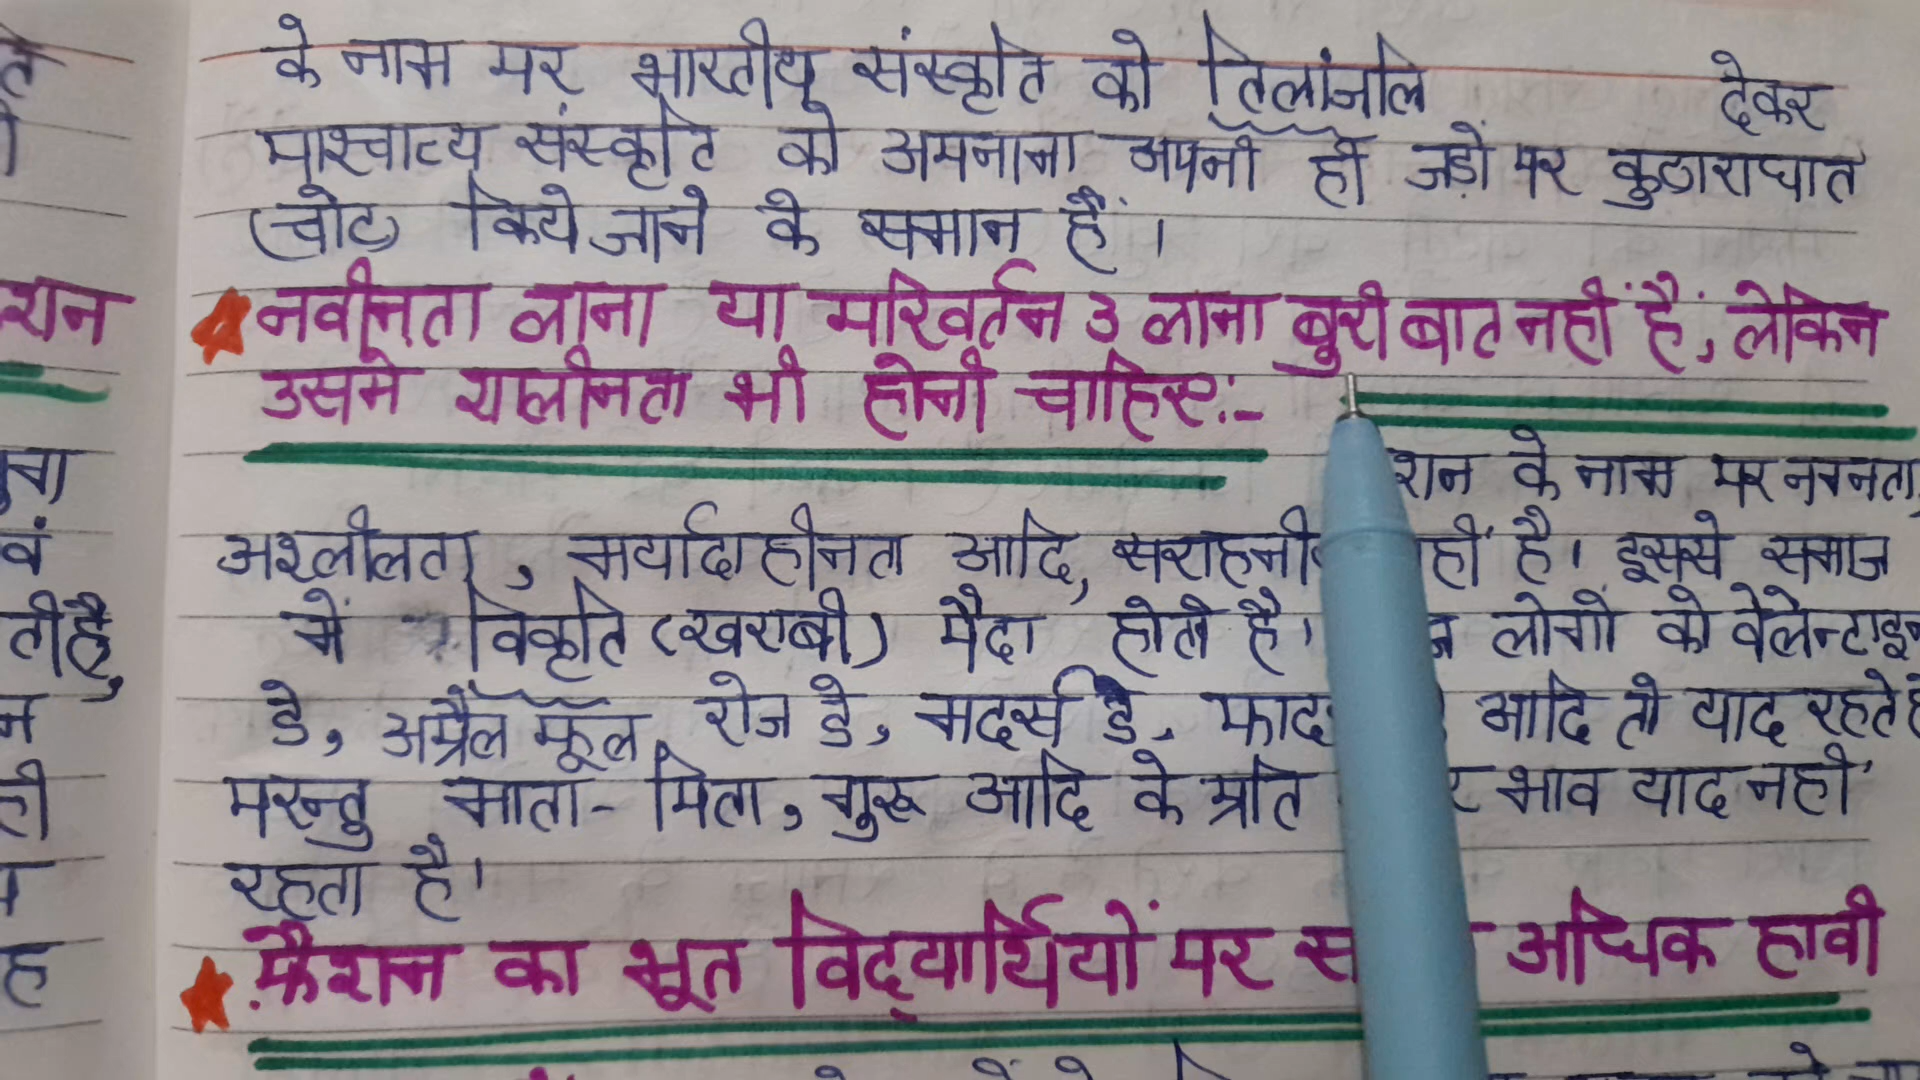 के नाम पर भारतीय संस्कृति को तिलांजलि देकर
पाश्चात्य संस्कृति को अपनाना अपनी ही जड़ों पर कुठाराघात
(चोट) किये जाने के समान हैं।
नवीनता लाना या परिवर्तन 3 लाना बुरी बात नहीं है, लेकिन
उसमे शालीनता भी होनी चाहिए:-
शन के नाम पर नग्नता,
अश्लीलता, मर्यादाहीनता आदि, सराहनी हीं है। इससे समाज
में विकृति (खराबी) पैदा होती है। लोगों को वेलेन्टाइन
डे, अप्रैल फूल, रोज डे, मदर्स डे, फाद आदि तो याद रहते है
परन्तु माता-पिता, गुरू आदि के प्रति र भाव याद नहीं
रहता है।
फैशन का भूत विद्यार्थियों पर स अधिक हावी